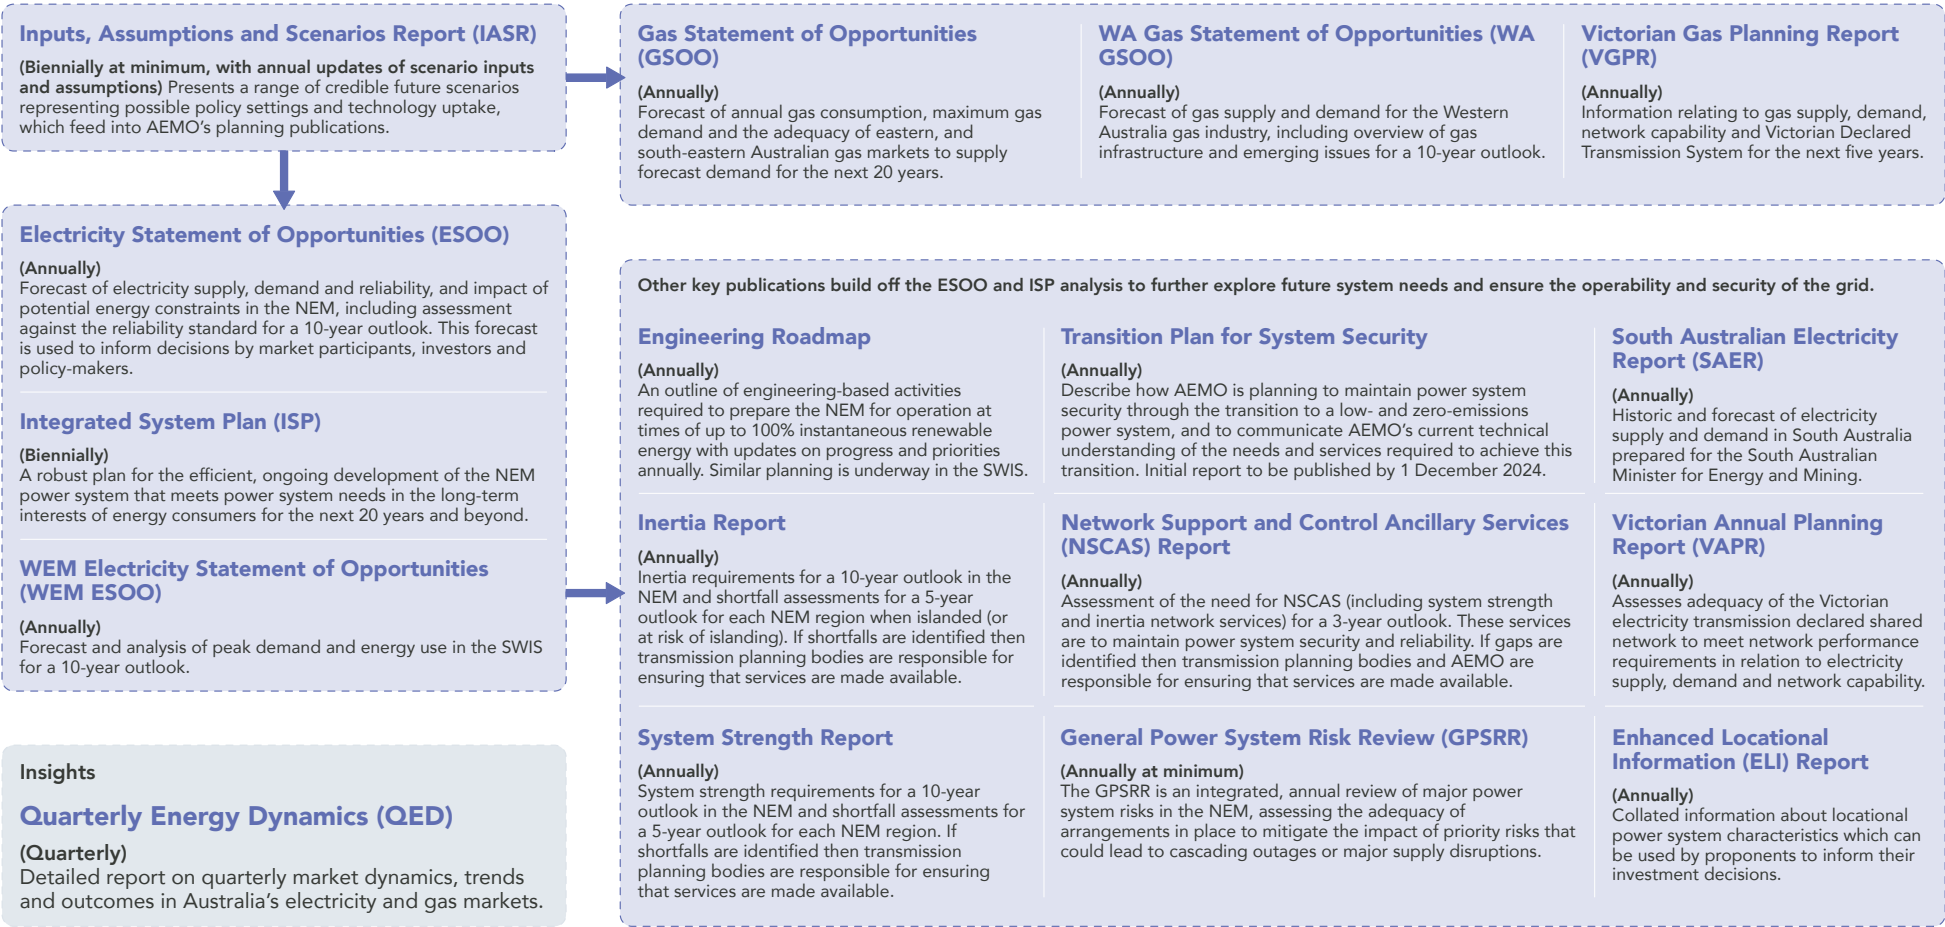 Inputs, Assumptions and Scenarios Report (IASR)
(Biennially at minimum, with annual updates of scenario inputs
and assumptions) Presents a range of credible future scenarios
representing possible policy settings and technology uptake,
which feed into AEMO’s planning publications.
Gas Statement of Opportunities
(GSOO)
(Annually)
Forecast of annual gas consumption, maximum gas
demand and the adequacy of eastern, and
south-eastern Australian gas markets to supply
forecast demand for the next 20 years.
WA Gas Statement of Opportunities (WA
GSOO)
(Annually)
Forecast of gas supply and demand for the Western
Australia gas industry, including overview of gas
infrastructure and emerging issues for a 10-year outlook.
Victorian Gas Planning Report
(VGPR)
(Annually)
Information relating to gas supply, demand,
network capability and Victorian Declared
Transmission System for the next five years.
Electricity Statement of Opportunities (ESOO)
(Annually)
Forecast of electricity supply, demand and reliability, and impact of
potential energy constraints in the NEM, including assessment
against the reliability standard for a 10-year outlook. This forecast
is used to inform decisions by market participants, investors and
policy-makers.
Integrated System Plan (ISP)
(Biennially)
A robust plan for the efficient, ongoing development of the NEM
power system that meets power system needs in the long-term
interests of energy consumers for the next 20 years and beyond.
WEM Electricity Statement of Opportunities
(WEM ESOO)
(Annually)
Forecast and analysis of peak demand and energy use in the SWIS
for a 10-year outlook.
Other key publications build off the ESOO and ISP analysis to further explore future system needs and ensure the operability and security of the grid.
Engineering Roadmap
(Annually)
An outline of engineering-based activities
required to prepare the NEM for operation at
times of up to 100% instantaneous renewable
energy with updates on progress and priorities
annually. Similar planning is underway in the SWIS.
Transition Plan for System Security
(Annually)
Describe how AEMO is planning to maintain power system
security through the transition to a low- and zero-emissions
power system, and to communicate AEMO’s current technical
understanding of the needs and services required to achieve this
transition. Initial report to be published by 1 December 2024.
South Australian Electricity
Report (SAER)
(Annually)
Historic and forecast of electricity
supply and demand in South Australia
prepared for the South Australian
Minister for Energy and Mining.
Inertia Report
(Annually)
Inertia requirements for a 10-year outlook in the
NEM and shortfall assessments for a 5-year
outlook for each NEM region when islanded (or
at risk of islanding). If shortfalls are identified then
transmission planning bodies are responsible for
ensuring that services are made available.
Network Support and Control Ancillary Services
(NSCAS) Report
(Annually)
Assessment of the need for NSCAS (including system strength
and inertia network services) for a 3-year outlook. These services
are to maintain power system security and reliability. If gaps are
identified then transmission planning bodies and AEMO are
responsible for ensuring that services are made available.
Victorian Annual Planning
Report (VAPR)
(Annually)
Assesses adequacy of the Victorian
electricity transmission declared shared
network to meet network performance
requirements in relation to electricity
supply, demand and network capability.
System Strength Report
(Annually)
System strength requirements for a 10-year
outlook in the NEM and shortfall assessments for
a 5-year outlook for each NEM region. If
shortfalls are identified then transmission
planning bodies are responsible for ensuring
that services are made available.
General Power System Risk Review (GPSRR)
(Annually at minimum)
The GPSRR is an integrated, annual review of major power
system risks in the NEM, assessing the adequacy of
arrangements in place to mitigate the impact of priority risks that
could lead to cascading outages or major supply disruptions.
Enhanced Locational
Information (ELI) Report
(Annually)
Collated information about locational
power system characteristics which can
be used by proponents to inform their
investment decisions.
Insights
Quarterly Energy Dynamics (QED)
(Quarterly)
Detailed report on quarterly market dynamics, trends
and outcomes in Australia’s electricity and gas markets.